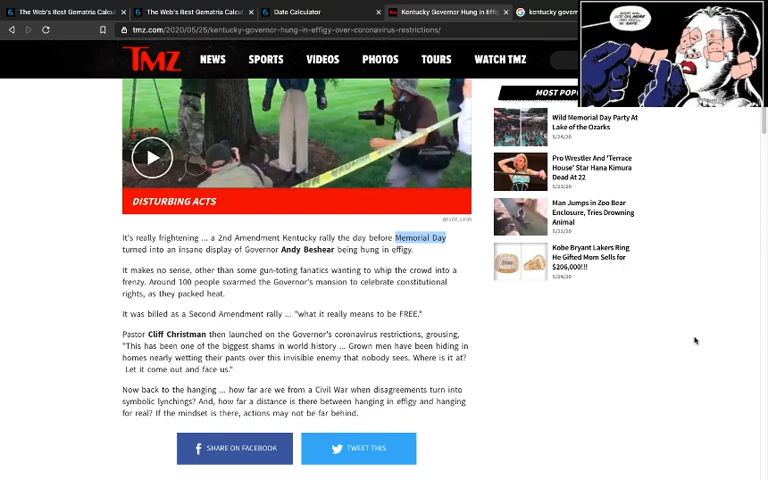 The Web's Best Gematria Calcul
The Web's Best Gematria Calcul
Date Calculator
Kentucky Governor Hung In Effig
kentucky gover
tmz.com/2020/05/25/kentucky-governor-hung-in-effigy-over-coronavirus-restrictions/
TMZ
NEWS SPORTS VIDEOS PHOTOS TOURS WATCH TMZ
DISTURBING ACTS
It's really frightening ... a 2nd Amendment Kentucky rally the day before Memorial Day
turned into an insane display of Governor Andy Beshear being hung in effigy.
It makes no sense, other than some gun-toting fanatics wanting to whip the crowd into a
frenzy. Around 100 people swarmed the Governor's mansion to celebrate constitutional
rights, as they packed heat.
It was billed as a Second Amendment rally ... "what it really means to be FREE."
Pastor Cliff Christman then launched on the Governor's coronavirus restrictions, grousing,
"This has been one of the biggest shams in world history ... Grown men have been hiding in
homes nearly wetting their pants over this invisible enemy that nobody sees. Where is it at?
Let it come out and face us."
Now back to the hanging ... how far are we from a Civil War when disagreements turn into
symbolic lynchings? And, how far a distance is there between hanging in effigy and hanging
for real? If the mindset is there, actions may not be far behind.
SHARE ON FACEBOOK
TWEET THIS
MOST POPU
Wild Memorial Day Party At
Lake of the Ozarks
5/24/20
Pro Wrestler And 'Terrace
House' Star Hana Kimura
Dead At 22
5/23/20
Man Jumps in Zoo Bear
Enclosure, Tries Drowning
Animal
5/22/20
Kobe Bryant Lakers Ring
He Gifted Mom Sells for
$206,000!!!
5/24/20